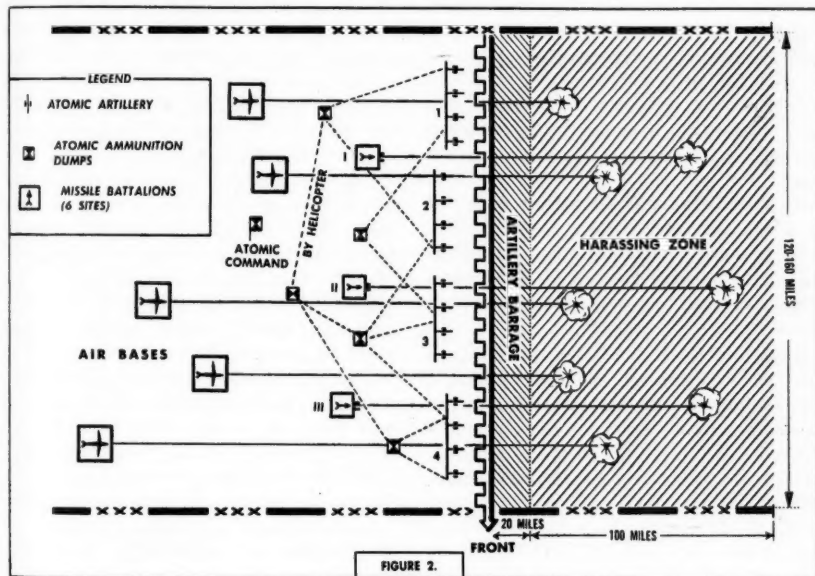 LEGEND
ATOMIC ARTILLERY
ATOMIC AMMUNITION
DUMPS
MISSILE BATTALIONS
(6 SITES)
ATOMIC
COMMAND
BY HELICOPTER
AIR BASES
1
I
2
II
3
III
4
ARTILLERY BARRAGE
HARASSING ZONE
120-160 MILES
20 MILES
100 MILES
FRONT
FIGURE 2.